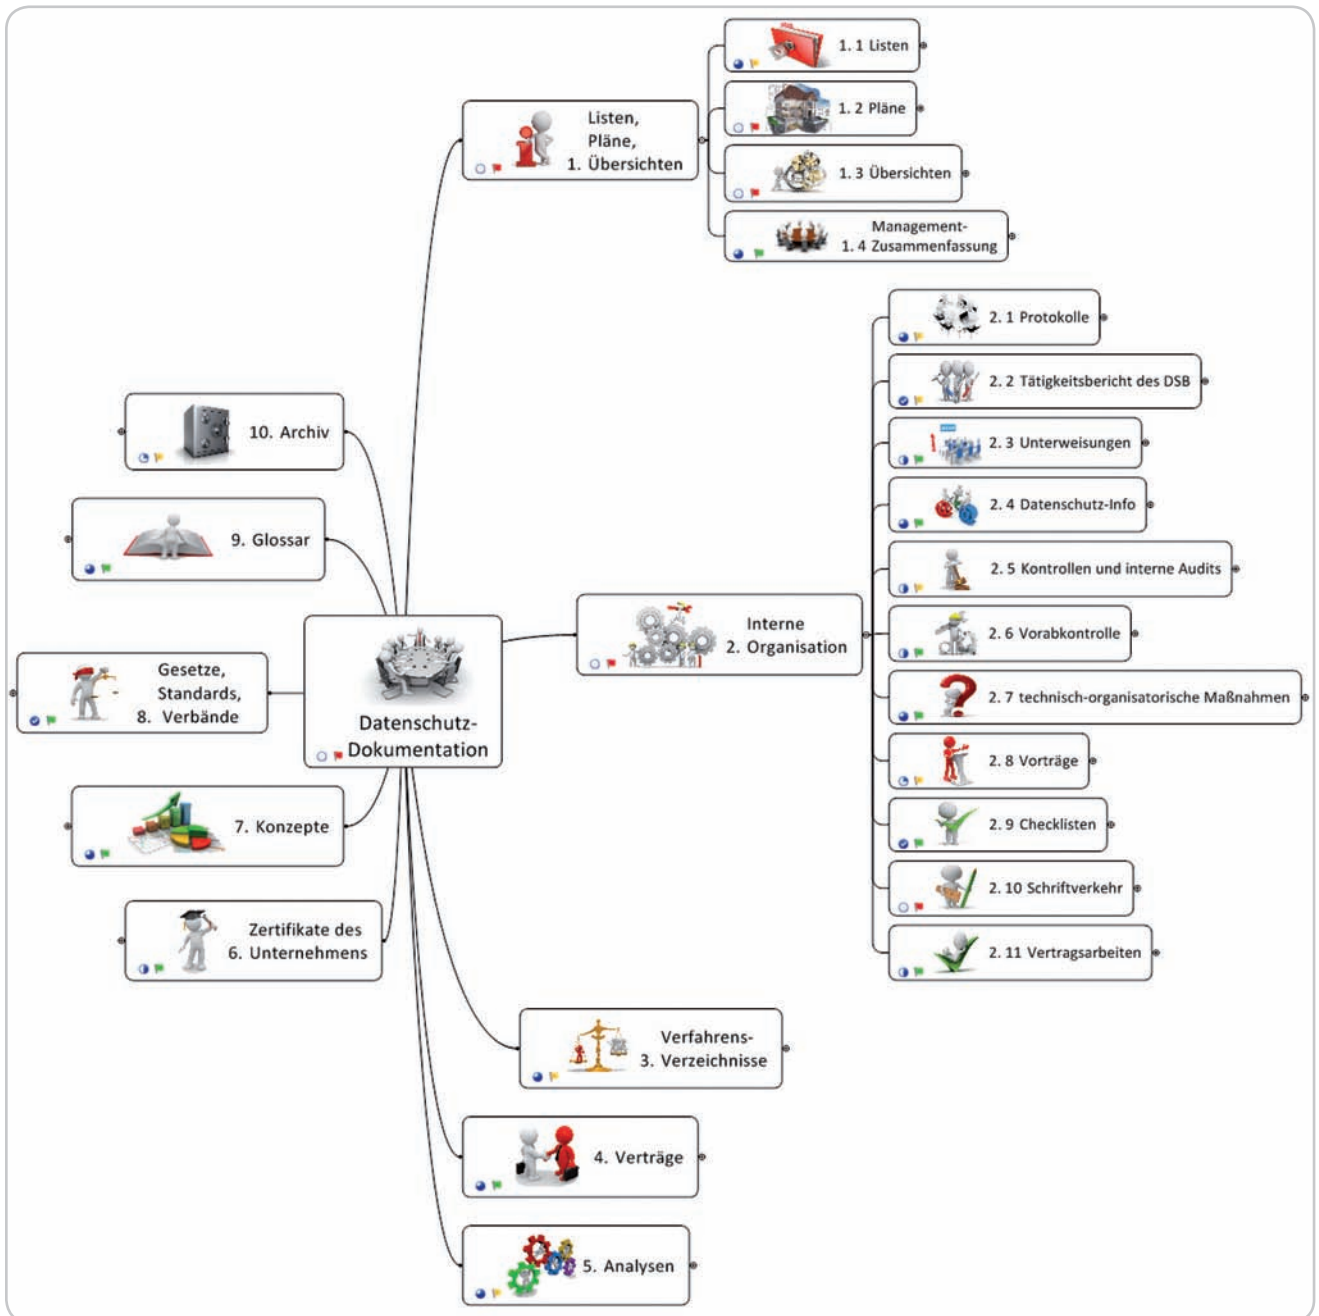 Datenschutz-
Dokumentation
Listen,
Pläne,
1. Übersichten
1. 1 Listen
1. 2 Pläne
1. 3 Übersichten
Management-
1. 4 Zusammenfassung
Interne
2. Organisation
2. 1 Protokolle
2. 2 Tätigkeitsbericht des DSB
2. 3 Unterweisungen
2. 4 Datenschutz-Info
2. 5 Kontrollen und interne Audits
2. 6 Vorabkontrolle
2. 7 technisch-organisatorische Maßnahmen
2. 8 Vorträge
2. 9 Checklisten
2. 10 Schriftverkehr
2. 11 Vertragsarbeiten
Verfahrens-
3. Verzeichnisse
4. Verträge
5. Analysen
Zertifikate des
6. Unternehmens
7. Konzepte
Gesetze,
Standards,
8. Verbände
9. Glossar
10. Archiv